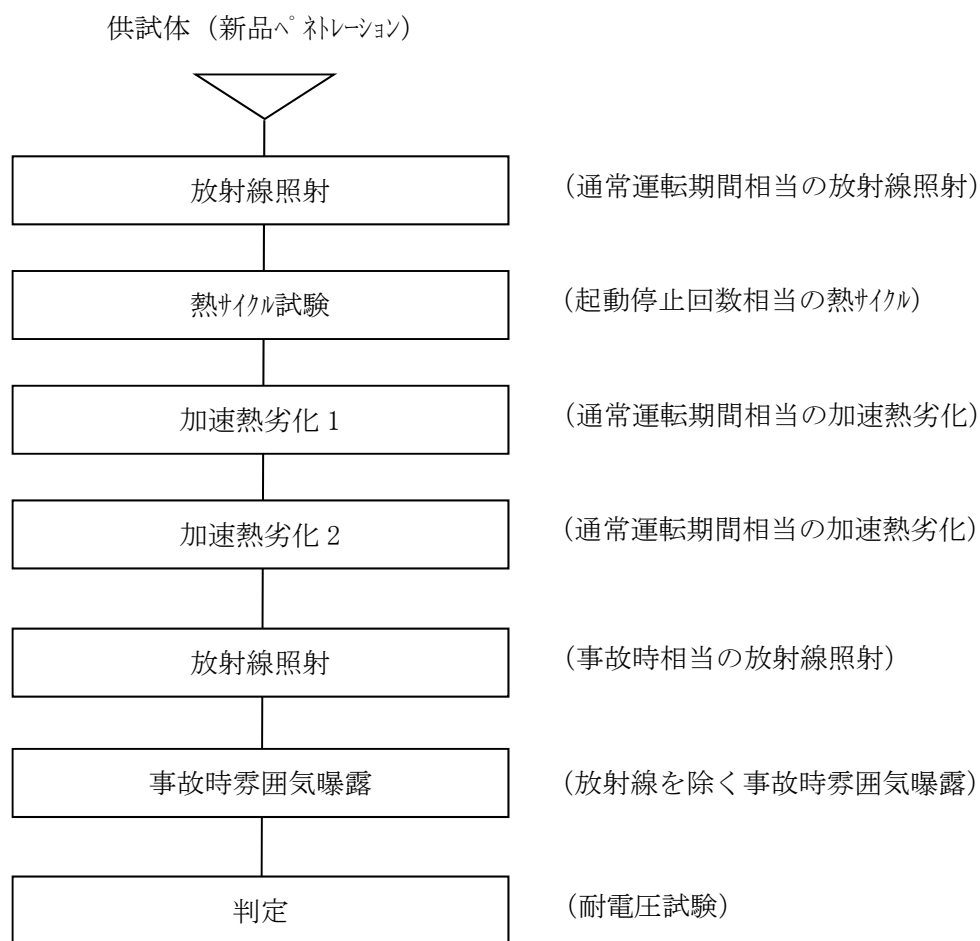 供試体（新品ﾍﾟﾈﾄﾚｰｼｮﾝ）
放射線照射 （通常運転期間相当の放射線照射）
熱ｻｲｸﾙ試験 （起動停止回数相当の熱ｻｲｸﾙ）
加速熱劣化 1 （通常運転期間相当の加速熱劣化）
加速熱劣化 2 （通常運転期間相当の加速熱劣化）
放射線照射 （事故時相当の放射線照射）
事故時雰囲気曝露 （放射線を除く事故時雰囲気曝露）
判定 （耐電圧試験）